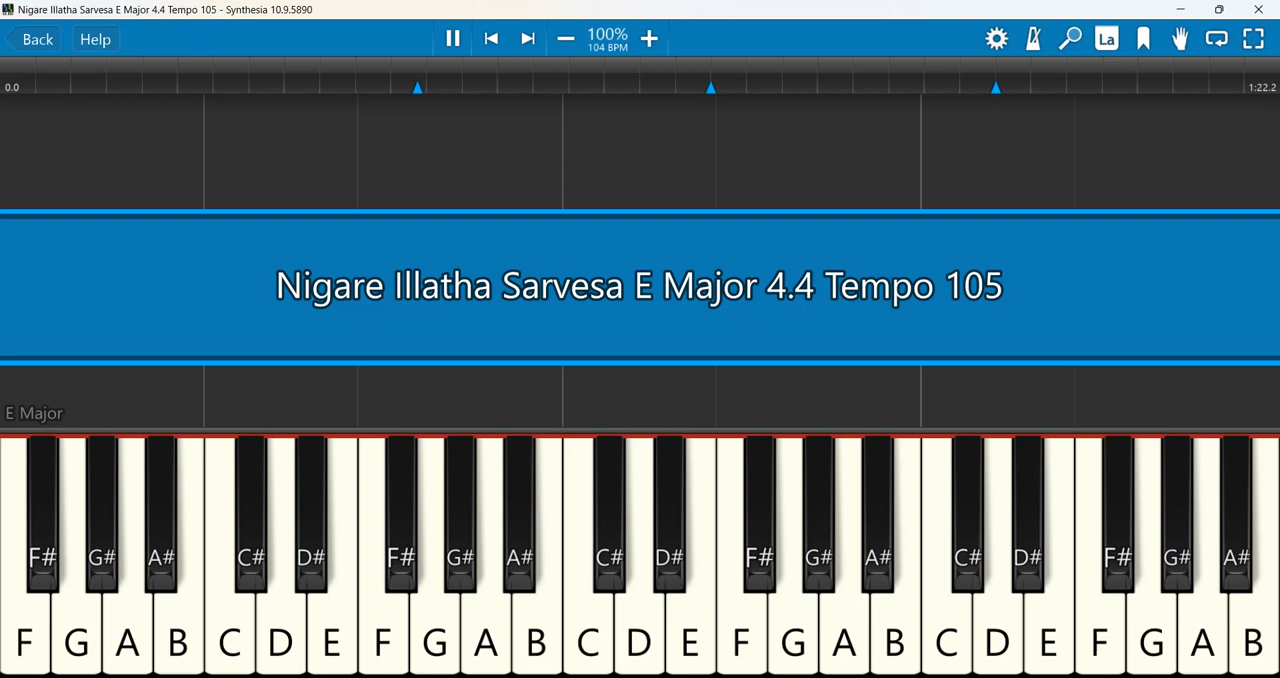 Nigare Illatha Sarvesa E Major 4.4 Tempo 105 - Synthesia 10.9.5890
Back Help 100% La
104 BPM
0.0 1:22.2
Nigare Illatha Sarvesa E Major 4.4 Tempo 105
E Major
F# G# A# C# D# F# G# A# C# D# F# G# A# C# D# F# G# A#
F G A B C D E F G A B C D E F G A B C D E F G A B